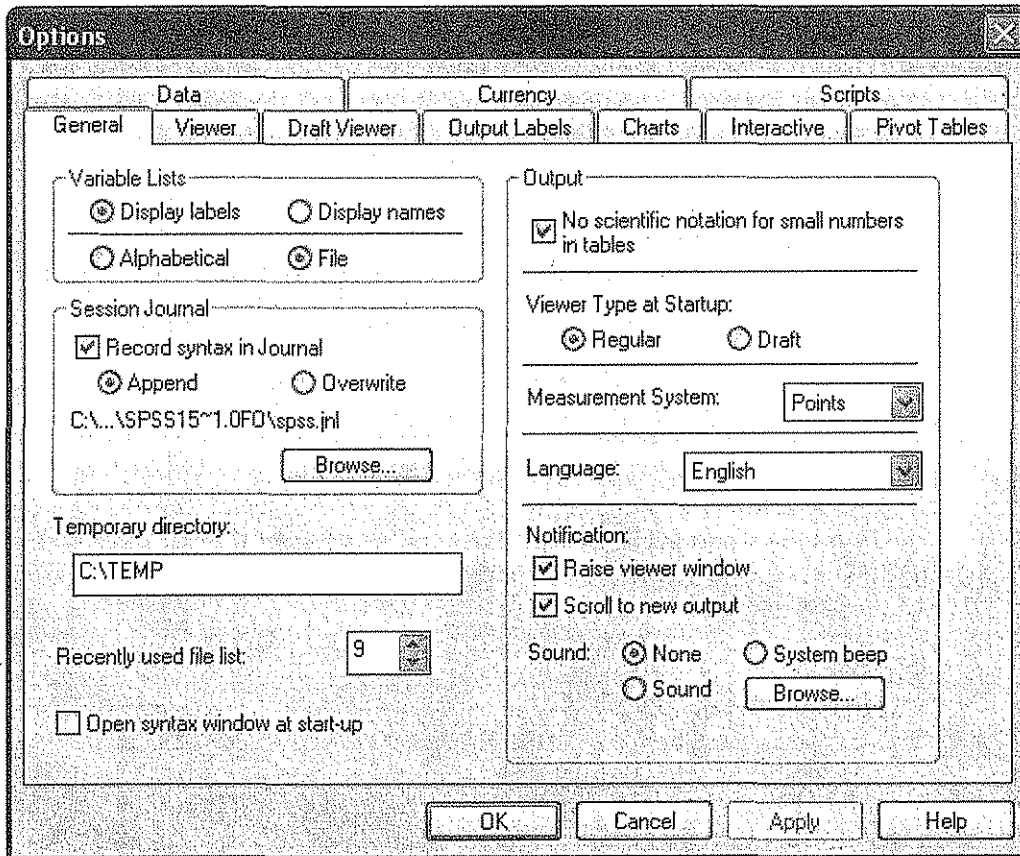 Options
Data Currency Scripts
General Viewer Draft Viewer Output Labels Charts Interactive Pivot Tables
Variable Lists
Display labels Display names
Alphabetical File
Session Journal
Record syntax in Journal
Append Overwrite
C:\...\SPSS15~1.0FO\spss.jnl
Browse...
Temporary directory:
C:\TEMP
Recently used file list: 9
Open syntax window at start-up
Output
No scientific notation for small numbers
in tables
Viewer Type at Startup:
Regular Draft
Measurement System: Points
Language: English
Notification:
Raise viewer window
Scroll to new output
Sound: None System beep
Sound Browse...
OK Cancel Apply Help